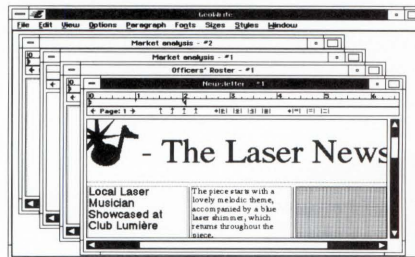 GeoWrite
File Edit View Options Paragraph Fonts Sizes Styles Window
Market analysis - #2
Market analysis - #1
Officers' Roster - #1
Newsletter - #1
Page: 1
- The Laser News
Local Laser
Musician
Showcased at
Club Lumière
The piece starts with a
lovely melodic theme,
accompanied by a blue
laser shimmer, which
returns throughout the
piece.